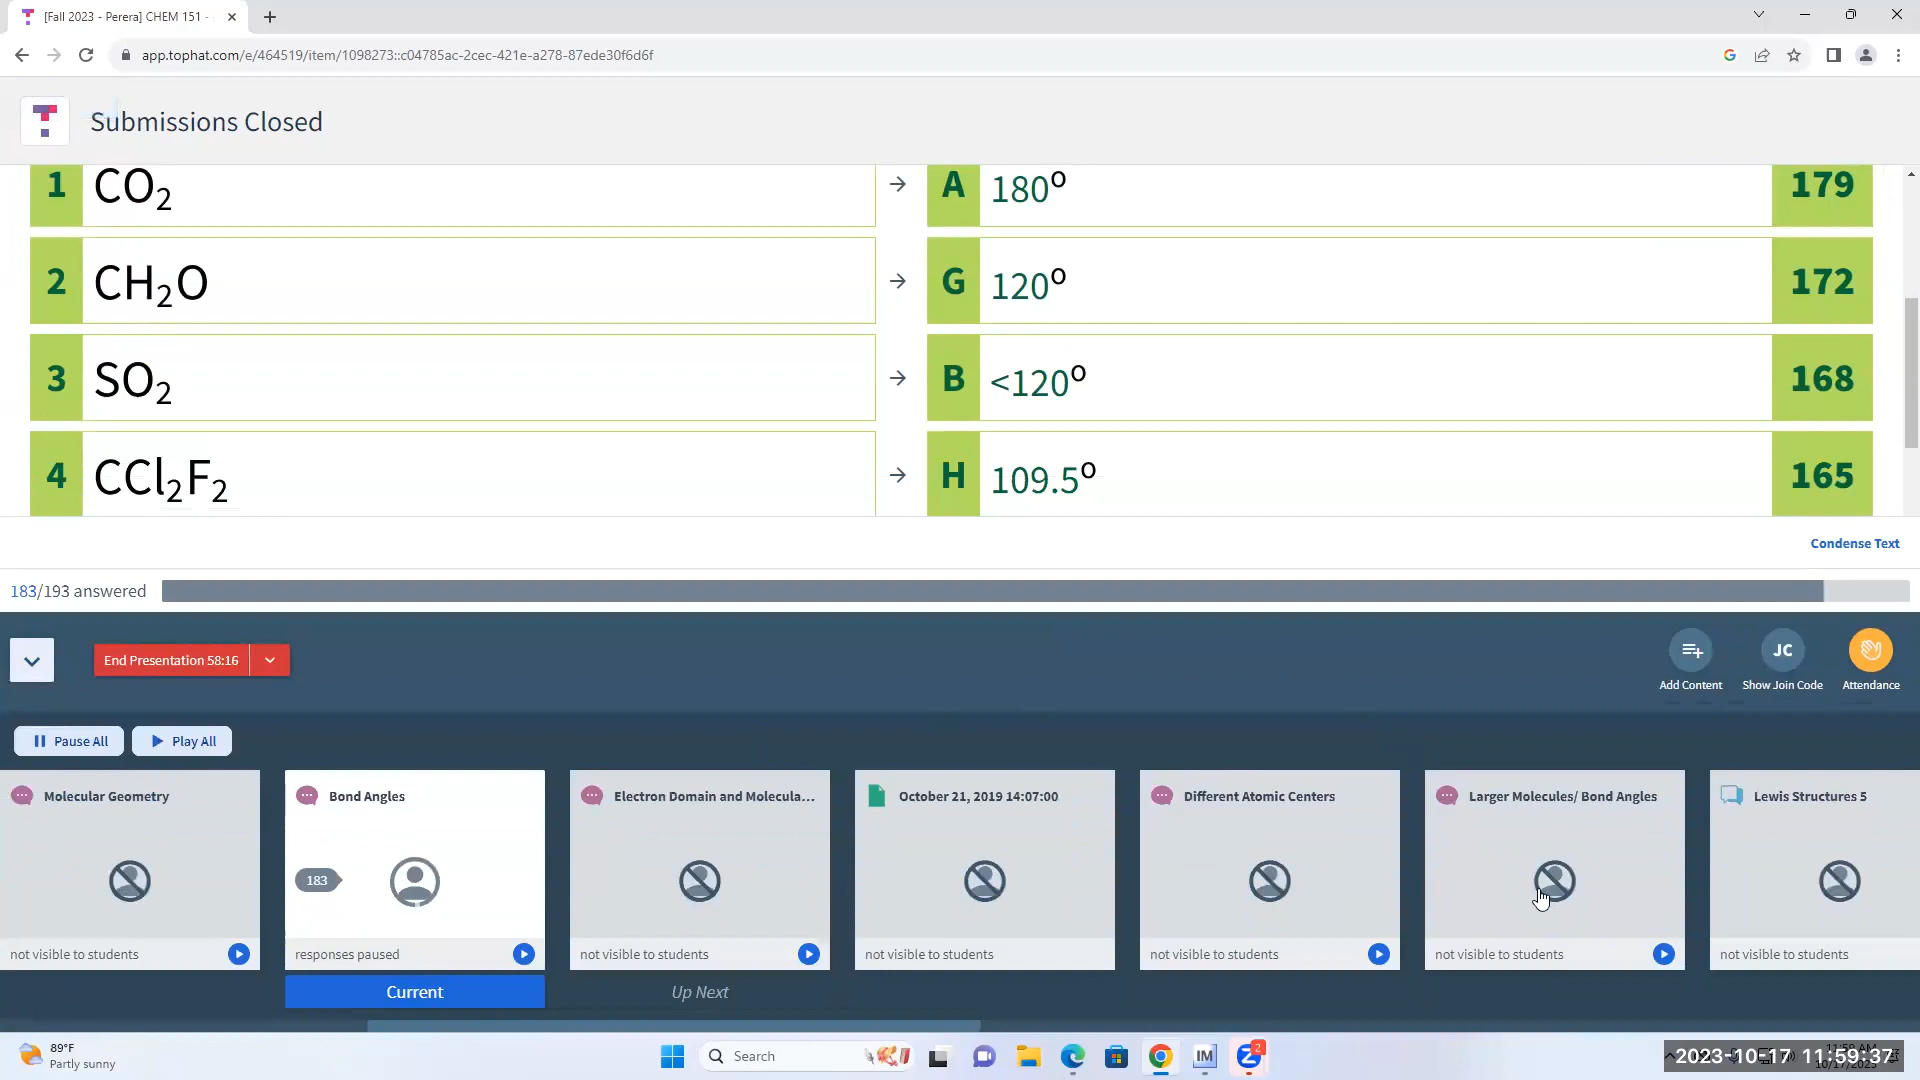 [Fall 2023 - Perera] CHEM 151 -
app.tophat.com/e/464519/item/1098273::c04785ac-2cec-421e-a278-87ede30f6d6f
Submissions Closed
1 CO₂ → A 180º 179
2 CH₂O → G 120º 172
3 SO₂ → B <120º 168
4 CCl₂F₂ → H 109.5º 165
Condense Text
183/193 answered
End Presentation 58:16
JC
Add Content Show Join Code Attendance
Pause All Play All
Molecular Geometry Bond Angles Electron Domain and Molecula... October 21, 2019 14:07:00 Different Atomic Centers Larger Molecules/ Bond Angles Lewis Structures 5
183
not visible to students responses paused not visible to students not visible to students not visible to students not visible to students not visible to students
Current Up Next
89°F
Partly sunny
Search
IM
Z
2
2023-10-17 11:59:37